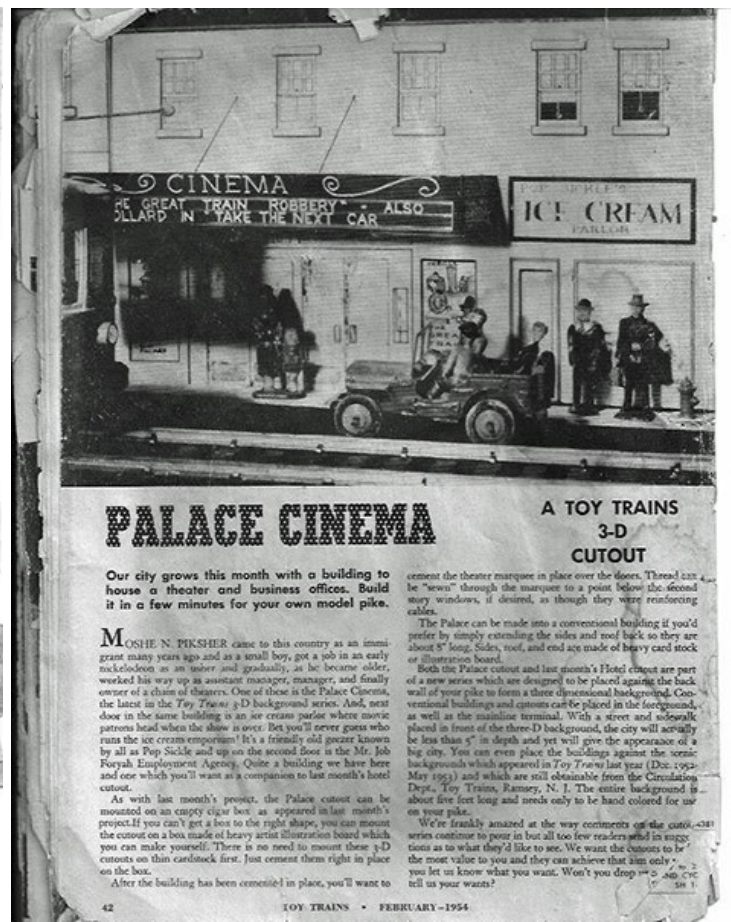 CINEMA
HE GREAT TRAIN ROBBERY" - ALSO
OLLARD IN "TAKE THE NEXT CAR
POP SICKLE'S
ICE CREAM
PARLOR
PALACE CINEMA
A TOY TRAINS
3-D
CUTOUT
Our city grows this month with a building to
house a theater and business offices. Build
it in a few minutes for your own model pike.
MOSHE N. PIKSHER came to this country as an immi-
grant many years ago and as a small boy, got a job in an early
nickelodeon as an usher and gradually, as he became older,
worked his way up as assistant manager, manager, and finally
owner of a chain of theaters. One of these is the Palace Cinema,
the latest in the Toy Trains 3-D background series. And, next
door in the same building is an ice cream parlor where movie
patrons head when the show is over. Bet you'll never guess who
runs the ice cream emporium! It's a friendly old geezer known
by all as Pop Sickle and up on the second floor is the Mr. Job
Foryah Employment Agency. Quite a building we have here
and one which you'll want as a companion to last month's hotel
cutout.
As with last month's project, the Palace cutout can be
mounted on an empty cigar box as appeared in last month's
project. If you can't get a box to the right shape, you can mount
the cutout on a box made of heavy artist illustration board which
you can make yourself. There is no need to mount these 3-D
cutouts on thin cardstock first. Just cement them right in place
on the box.
After the building has been cemented in place, you'll want to
cement the theater marquee in place over the doors. Thread can
be "sewn" through the marquee to a point below the second
story windows, if desired, as though they were reinforcing
cables.
The Palace can be made into a conventional building if you'd
prefer by simply extending the sides and roof back so they are
about 8" long. Sides, roof, and end are made of heavy card stock
or illustration board.
Both the Palace cutout and last month's Hotel cutout are part
of a new series which are designed to be placed against the back
wall of your pike to form a three dimensional background. Con-
ventional buildings and cutouts can be placed in the foreground,
as well as the mainline terminal. With a street and sidewalk
placed in front of the three-D background, the city will actually
be less than 5" in depth and yet will give the appearance of a
big city. You can even place the buildings against the scenic
backgrounds which appeared in Toy Trains last year (Dec. 1952-
May 1953) and which are still obtainable from the Circulation
Dept., Toy Trains, Ramsey, N. J. The entire background is
about five feet long and needs only to be hand colored for use
on your pike.
We're frankly amazed at the way comments on the cutout
series continue to pour in but all too few readers send in sugges-
tions as to what they'd like to see. We want the cutouts to be
the most value to you and they can achieve that aim only
you let us know what you want. Won't you drop
tell us your wants?
42
TOY TRAINS • FEBRUARY-1954